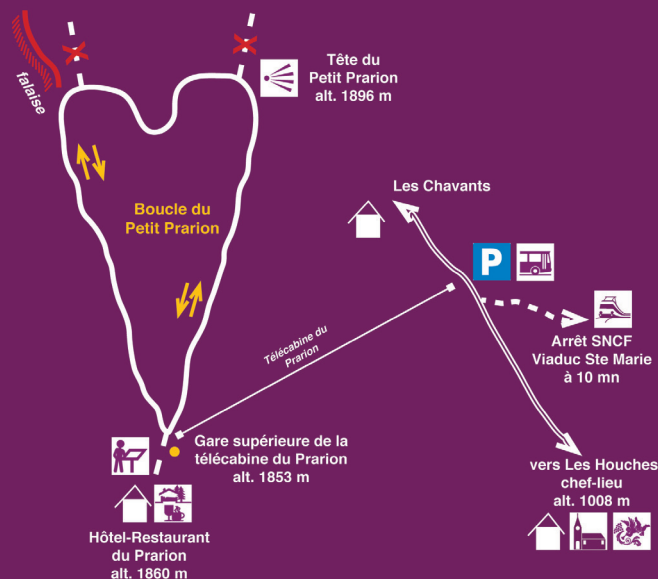 falaise
Tête du
Petit Prarion
alt. 1896 m
Boucle du
Petit Prarion
Les Chavants
P
Télécabine du
Prarion
Arrêt SNCF
Viaduc Ste Marie
à 10 mn
Gare supérieure de la
télécabine du Prarion
alt. 1853 m
vers Les Houches
chef-lieu
alt. 1008 m
Hôtel-Restaurant
du Prarion
alt. 1860 m